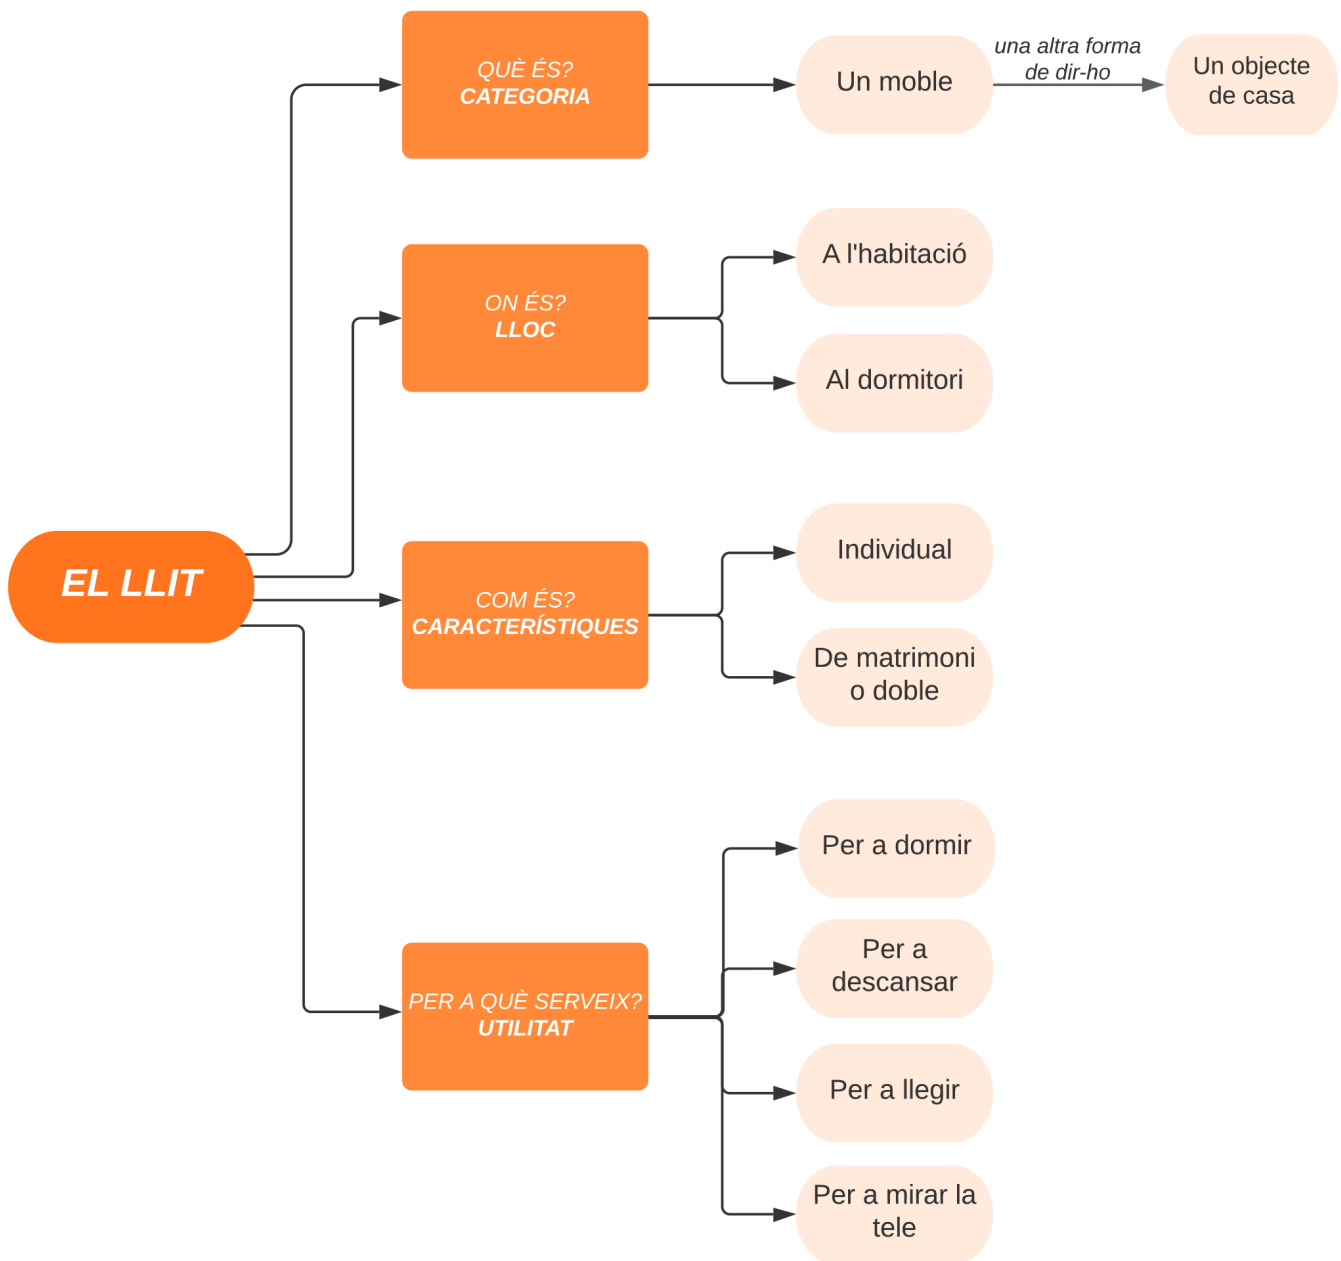 QUÈ ÉS?
CATEGORIA
Un moble
una altra forma
de dir-ho
Un objecte
de casa
ON ÉS?
LLOC
A l'habitació
Al dormitori
EL LLIT
COM ÉS?
CARACTERÍSTIQUES
Individual
De matrimoni
o doble
PER A QUÈ SERVEIX?
UTILITAT
Per a dormir
Per a
descansar
Per a llegir
Per a mirar la
tele